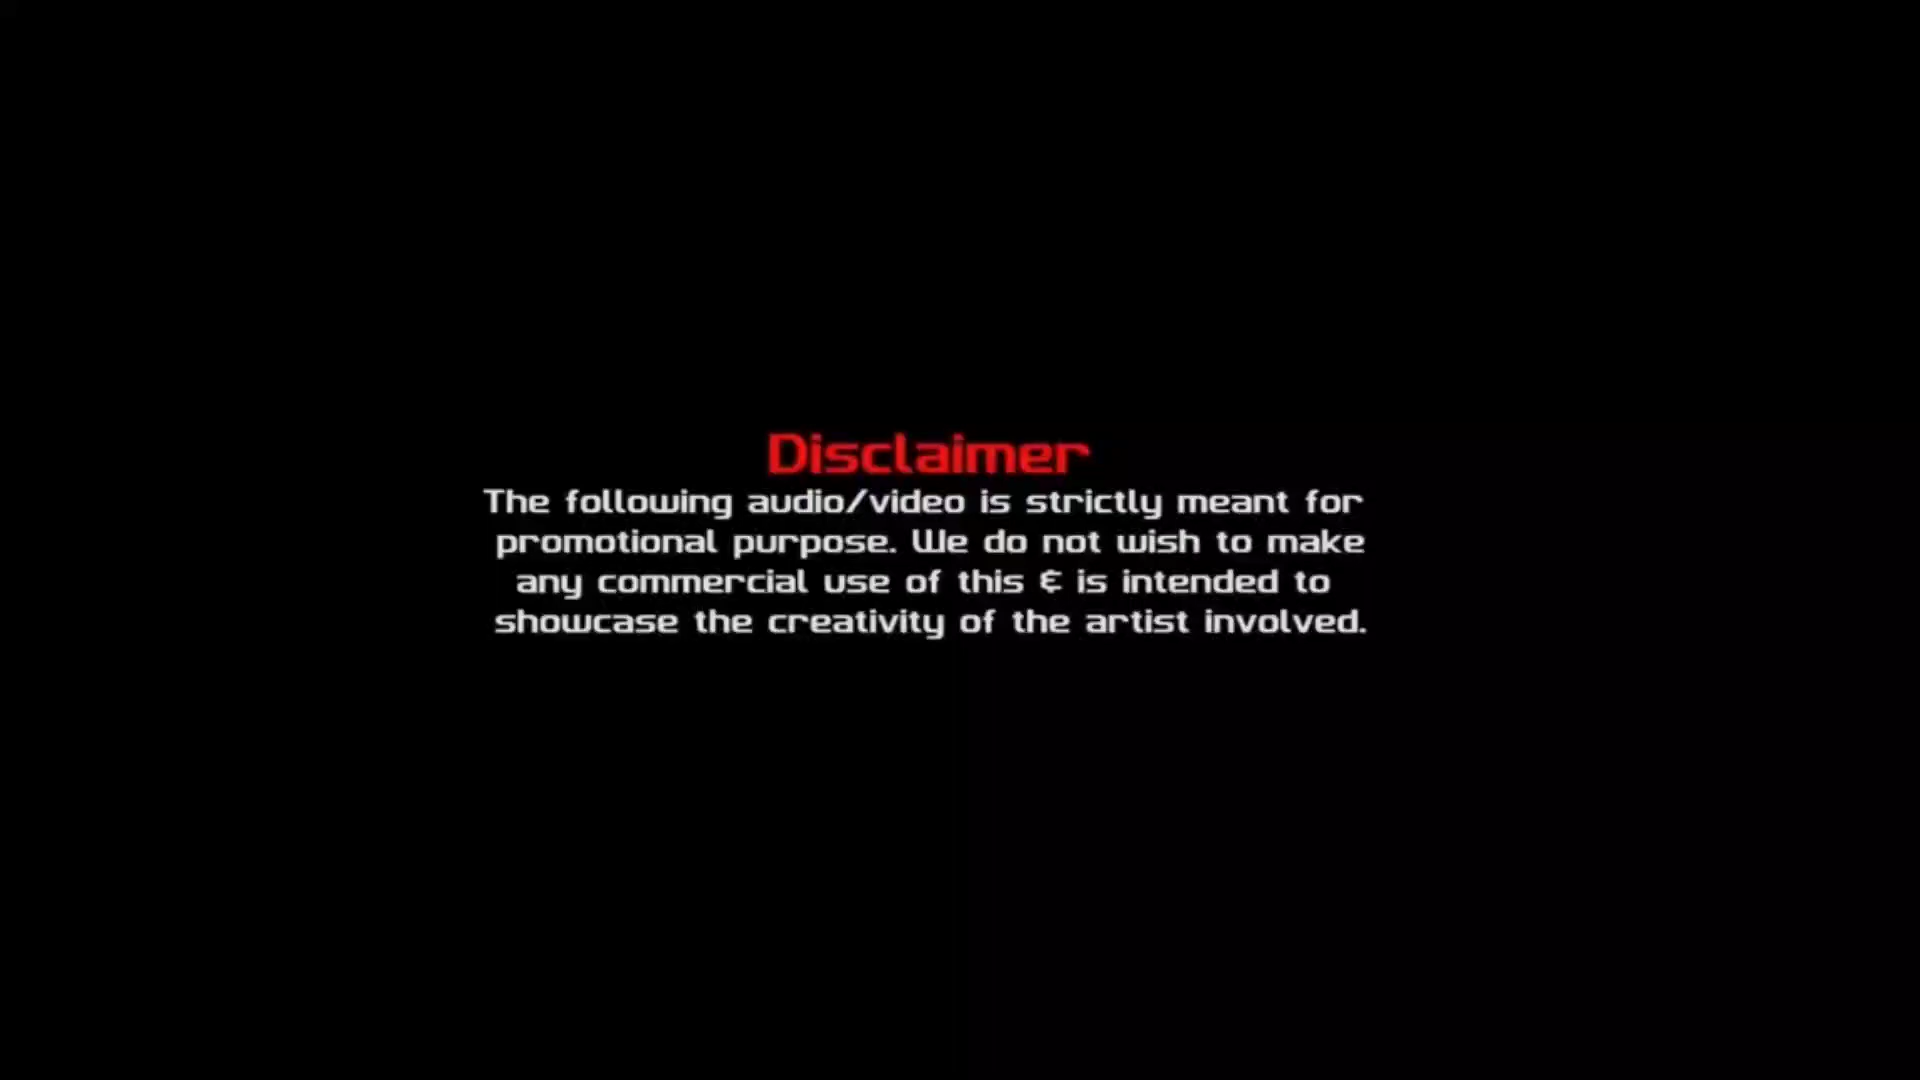 Disclaimer
The following audio/video is strictly meant for
promotional purpose. We do not wish to make
any commercial use of this & is intended to
showcase the creativity of the artist involved.